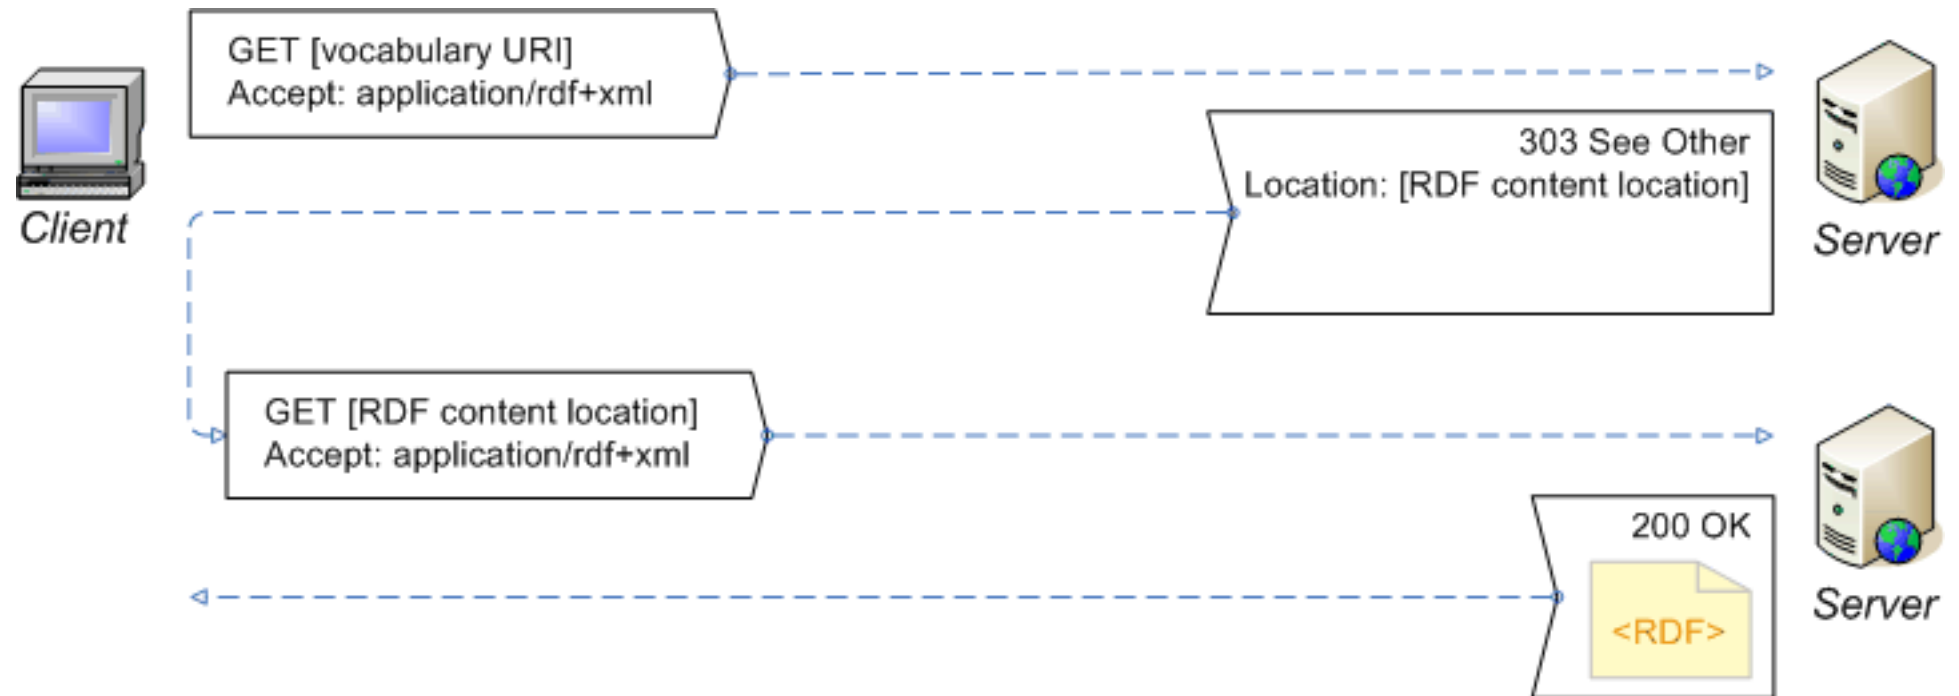 GET [vocabulary URI]
Accept: application/rdf+xml
Client
303 See Other
Location: [RDF content location]
Server
GET [RDF content location]
Accept: application/rdf+xml
200 OK
<RDF>
Server